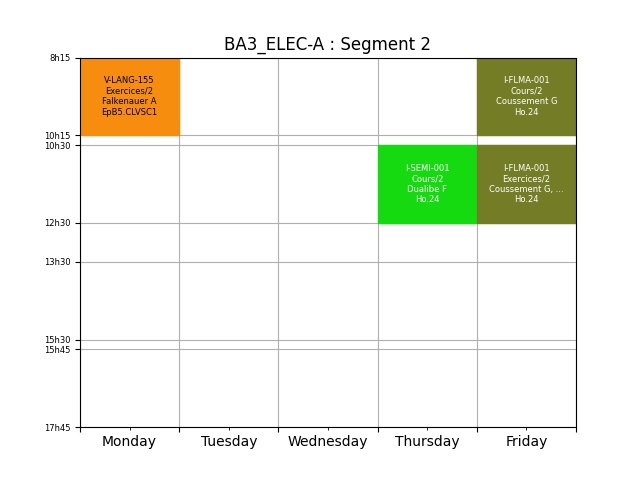 BA3_ELEC-A : Segment 2
8h15
V-LANG-155
Exercices/2
Falkenauer A
EpB5.CLVSC1
I-FLMA-001
Cours/2
Coussement G
Ho.24
10h15
10h30
I-SEMI-001
Cours/2
Dualibe F
Ho.24
I-FLMA-001
Exercices/2
Coussement G, ...
Ho.24
12h30
13h30
15h30
15h45
17h45
Monday
Tuesday
Wednesday
Thursday
Friday